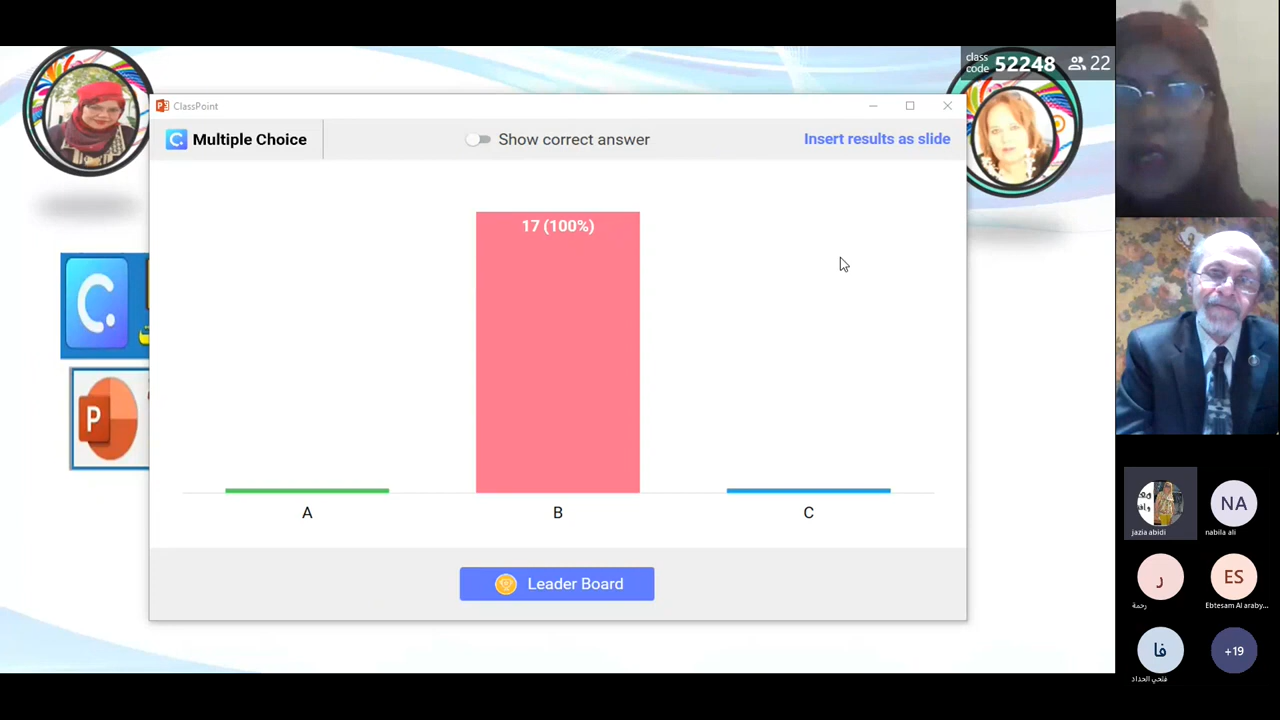 class
code 52248 22
ClassPoint
Multiple Choice
Show correct answer
Insert results as slide
17 (100%)
A
B
C
Leader Board
jazia abidi
NA
nabila ali
ر
رحمة
ES
Ebtesam Al araby...
فا
فلحي الحداد
+19